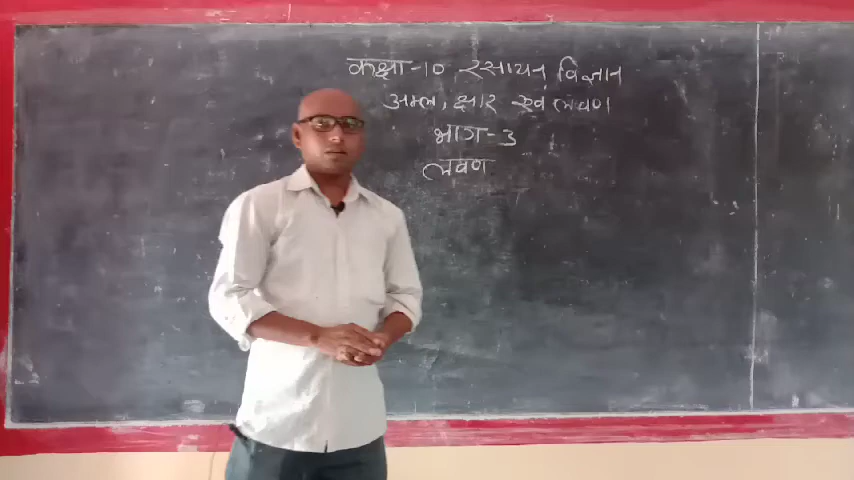 कक्षा-10, रसायन विज्ञान
अम्ल, क्षार एवं लवण
भाग-3
लवण